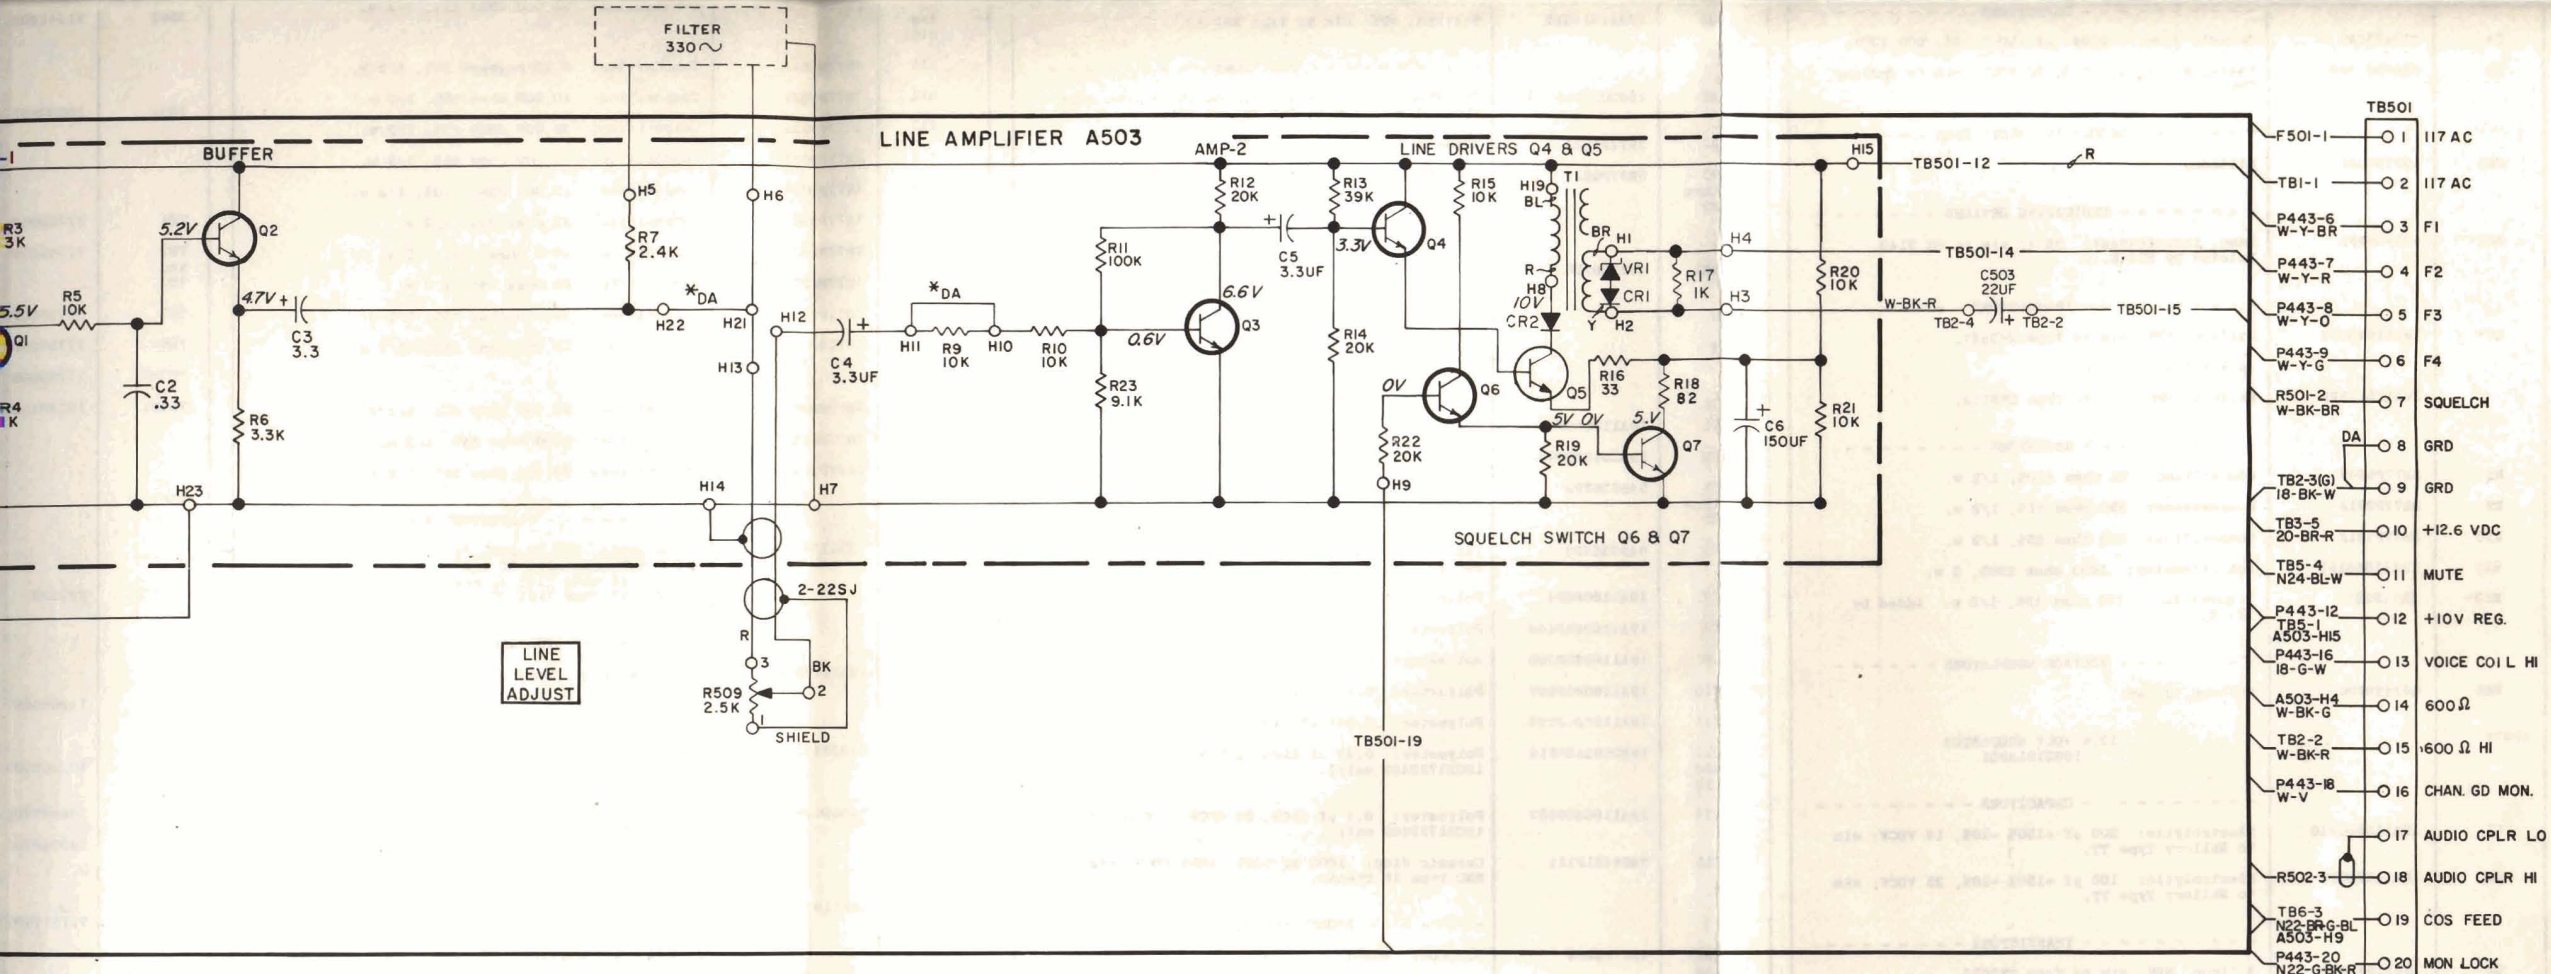 FILTER
330~
LINE AMPLIFIER A503
BUFFER
AMP-2
LINE DRIVERS Q4 & Q5
H15
TB501-12
R
-1
R3
3K
5.5V
R5
10K
Q1
R4
1K
5.2V
Q2
4.7V +
C3
3.3
C2
.33
R6
3.3K
H23
H5
R7
2.4K
H6
*DA
H22
H21
H13
H14
H7
H12
C4
3.3UF
+
*DA
H11
R9
10K
H10
R10
10K
R11
100K
R23
9.1K
0.6V
6.6V
Q3
R12
20K
+
C5
3.3UF
R13
39K
3.3V
R14
20K
Q4
R15
10K
H19
BL
T1
R
H8
10V
CR2
BR
H1
VR1
CR1
Y
H2
R17
1K
H4
H3
TB501-14
W-BK-R
TB2-4
C503
22UF
+
TB2-2
TB501-15
R20
10K
R21
10K
0V
Q6
R22
20K
H9
Q5
R16
33
R18
82
5V
0V
5.V
R19
20K
Q7
+
C6
150UF
SQUELCH SWITCH Q6 & Q7
2-22SJ
R
3
BK
2
R509
2.5K
1
SHIELD
LINE
LEVEL
ADJUST
TB501-19
TB501
F501-1 1 117 AC
TB1-1 2 117 AC
P443-6
W-Y-BR 3 F1
P443-7
W-Y-R 4 F2
P443-8
W-Y-O 5 F3
P443-9
W-Y-G 6 F4
R501-2
W-BK-BR 7 SQUELCH
DA 8 GRD
TB2-3(G)
18-BK-W 9 GRD
TB3-5
20-BR-R 10 +12.6 VDC
TB5-4
N24-BL-W 11 MUTE
P443-12
TB5-1 12 +10V REG.
A503-H15
P443-16
18-G-W 13 VOICE COIL HI
A503-H4
W-BK-G 14 600Ω
TB2-2
W-BK-R 15 600 Ω HI
P443-18
W-V 16 CHAN. GD MON.
17 AUDIO CPLR LO
R502-3 18 AUDIO CPLR HI
TB6-3
N22-BR-G-BL 19 COS FEED
A503-H9
P443-20
N22-G-BK-R 20 MON LOCK